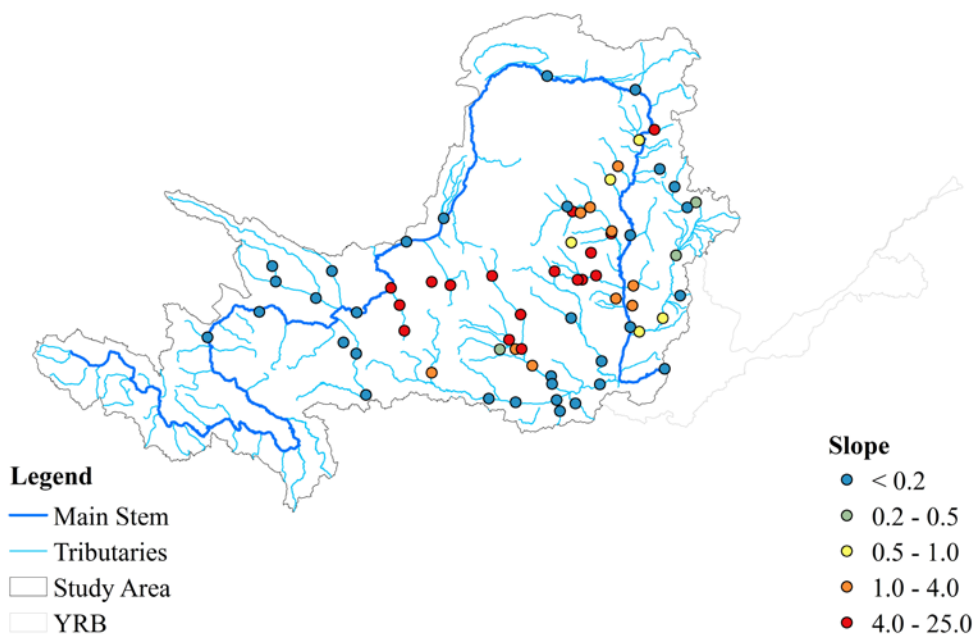 Legend
Main Stem
Tributaries
Study Area
YRB
Slope
< 0.2
0.2 - 0.5
0.5 - 1.0
1.0 - 4.0
4.0 - 25.0